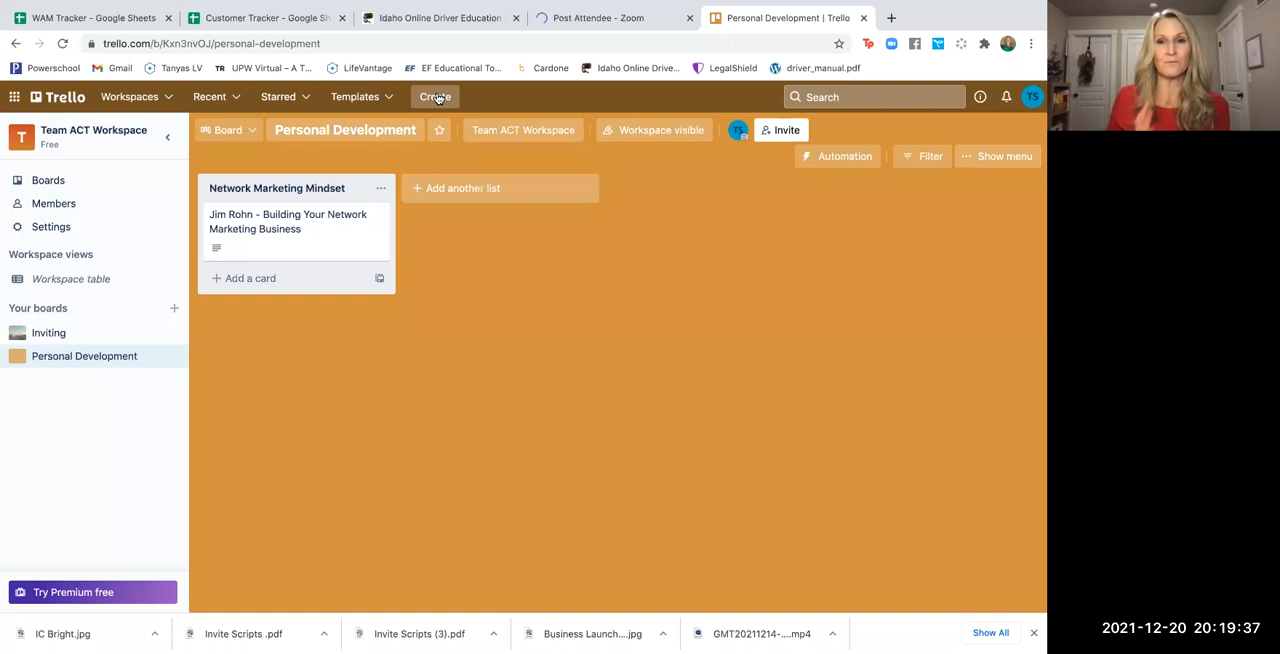 WAM Tracker - Google Sheets
Customer Tracker - Google Sh
Idaho Online Driver Education
Post Attendee - Zoom
Personal Development | Trello
trello.com/b/Kxn3nvOJ/personal-development
Powerschool
Gmail
Tanyas LV
TR UPW Virtual – A T...
LifeVantage
EF EF Educational To...
Cardone
Idaho Online Drive...
LegalShield
driver_manual.pdf
Trello
Workspaces
Recent
Starred
Templates
Create
Search
TS
T
Team ACT Workspace
Free
Board
Personal Development
Team ACT Workspace
Workspace visible
TS
Invite
Automation
Filter
Show menu
Boards
Members
Settings
Workspace views
Workspace table
Your boards
Inviting
Personal Development
Try Premium free
Network Marketing Mindset
Jim Rohn - Building Your Network
Marketing Business
Add a card
Add another list
IC Bright.jpg
Invite Scripts .pdf
Invite Scripts (3).pdf
Business Launch....jpg
GMT20211214-....mp4
Show All
2021-12-20 20:19:37